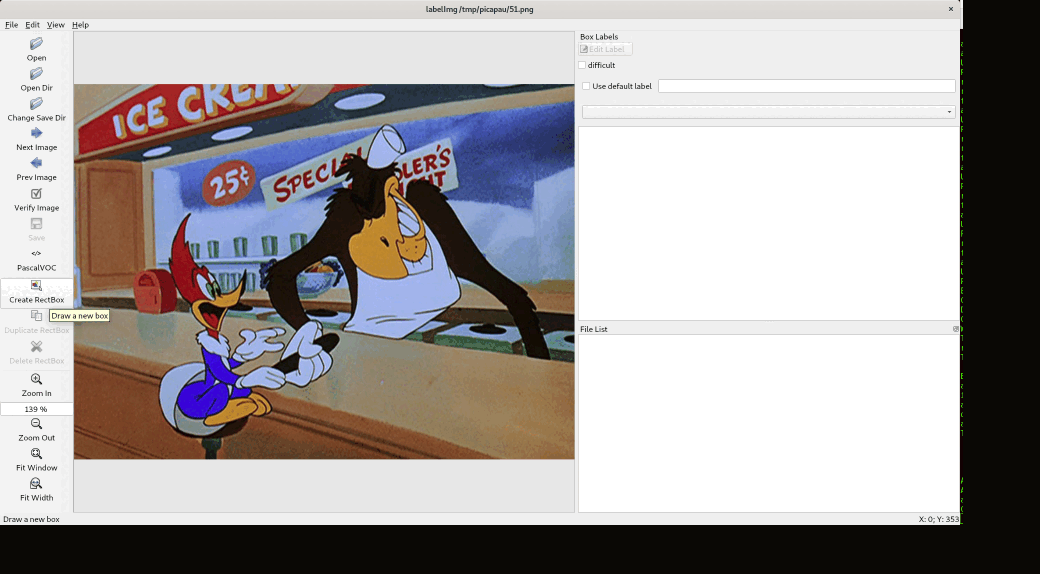 labelImg /tmp/picapau/51.png
File Edit View Help
Open
Open Dir
Change Save Dir
Next Image
Prev Image
Verify Image
Save
</>
PascalVOC
Create RectBox
Draw a new box
Duplicate RectBox
Delete RectBox
Zoom In
139 %
Zoom Out
Fit Window
Fit Width
Draw a new box
ICE CREAM
25¢
SPECIAL
DLER'S
Box Labels
Edit Label
difficult
Use default label
File List
X: 0; Y: 353